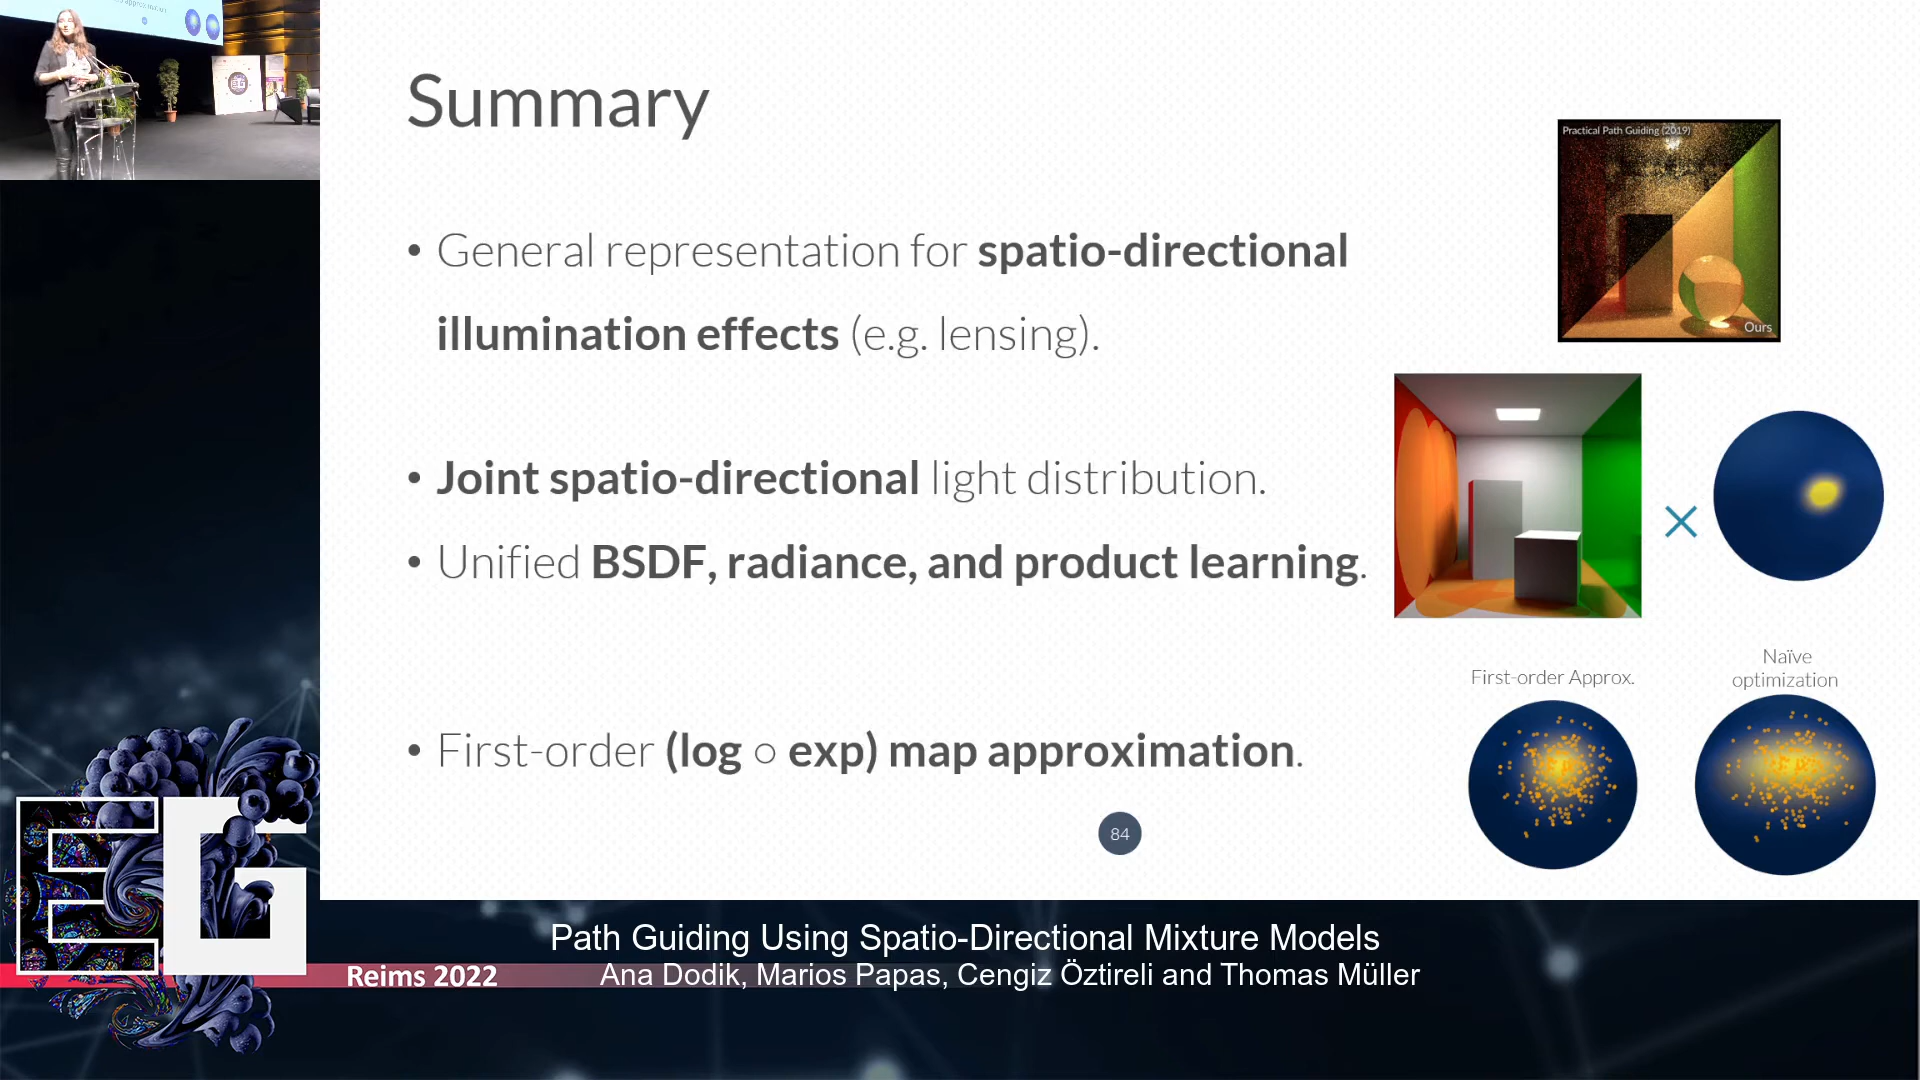 Summary
Practical Path Guiding (2019)
• General representation for spatio-directional
illumination effects (e.g. lensing).
Ours
• Joint spatio-directional light distribution.
×
• Unified BSDF, radiance, and product learning.
First-order Approx.
Naïve
optimization
• First-order (log ○ exp) map approximation.
84
EG
Path Guiding Using Spatio-Directional Mixture Models
Reims 2022
Ana Dodik, Marios Papas, Cengiz Öztireli and Thomas Müller